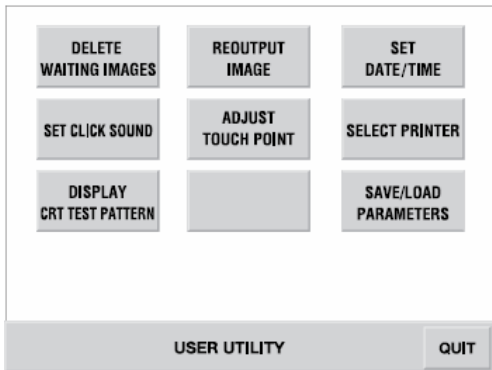 DELETE
WAITING IMAGES
REOUTPUT
IMAGE
SET
DATE/TIME
SET CLICK SOUND
ADJUST
TOUCH POINT
SELECT PRINTER
DISPLAY
CRT TEST PATTERN
SAVE/LOAD
PARAMETERS
USER UTILITY
QUIT